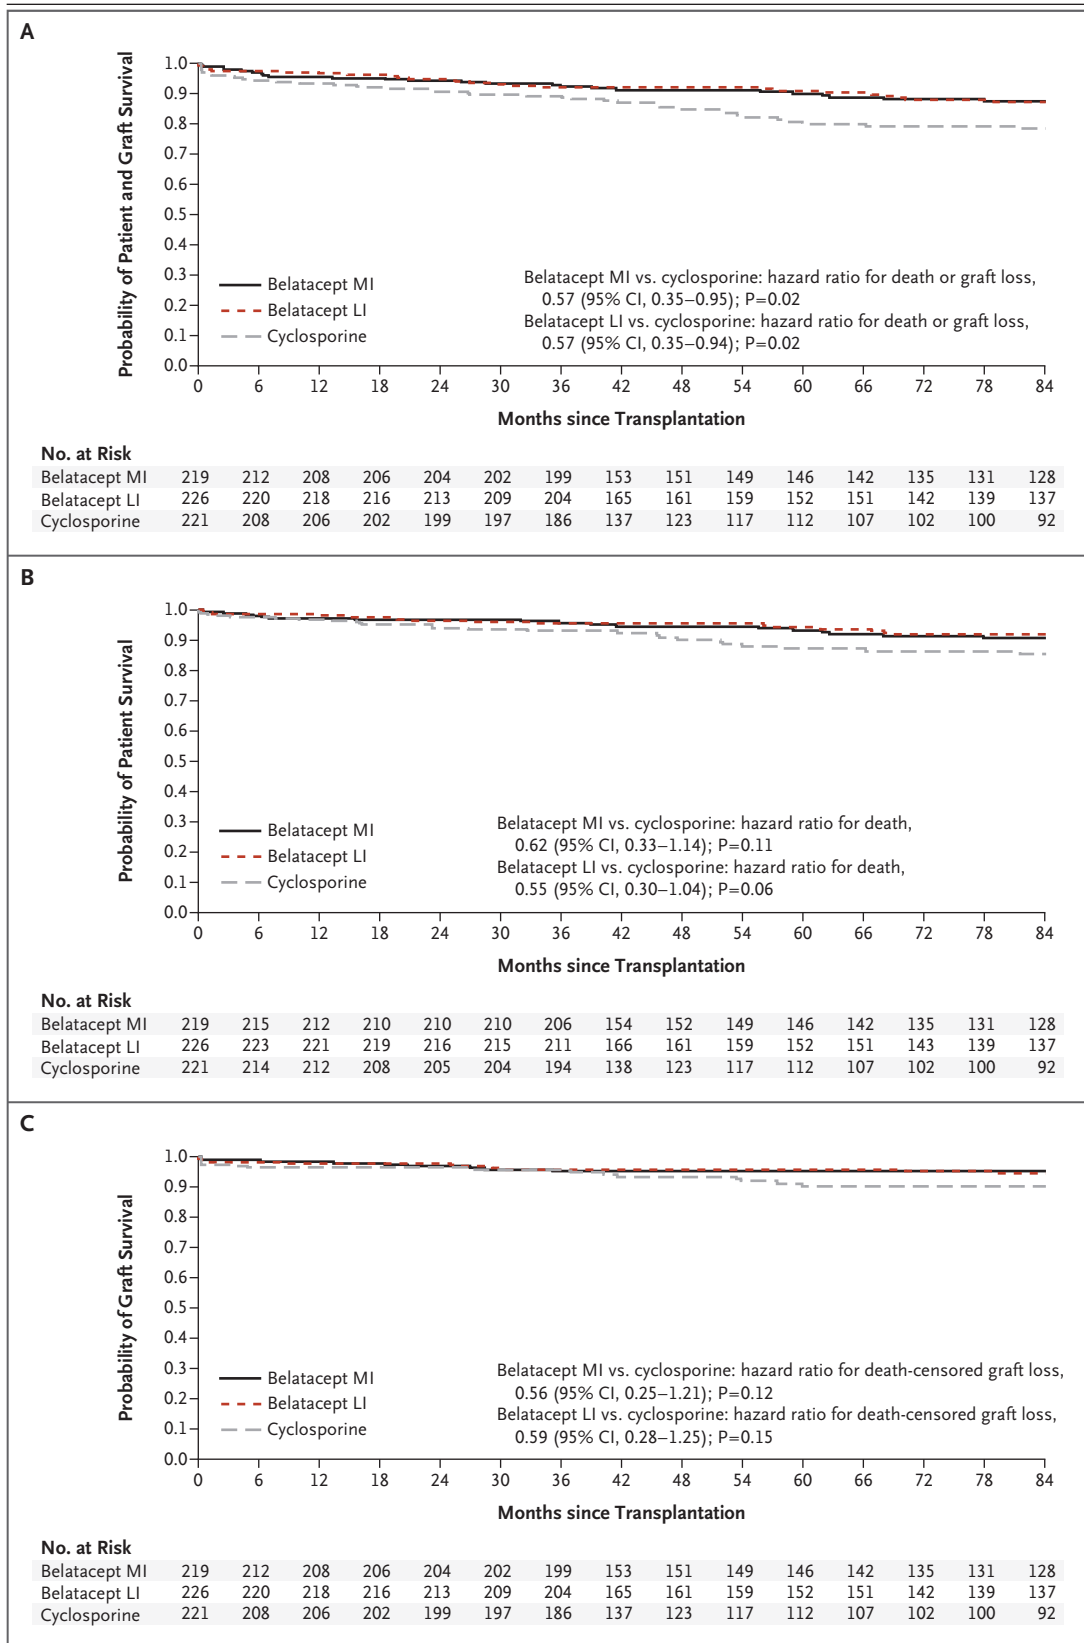 A
Probability of Patient and Graft Survival
1.0
0.9
0.8
0.7
0.6
0.5
0.4
0.3
0.2
0.1
0.0
Belatacept MI
Belatacept LI
Cyclosporine
Belatacept MI vs. cyclosporine: hazard ratio for death or graft loss,
0.57 (95% CI, 0.35–0.95); P=0.02
Belatacept LI vs. cyclosporine: hazard ratio for death or graft loss,
0.57 (95% CI, 0.35–0.94); P=0.02
0 6 12 18 24 30 36 42 48 54 60 66 72 78 84
Months since Transplantation
No. at Risk
Belatacept MI 219 212 208 206 204 202 199 153 151 149 146 142 135 131 128
Belatacept LI 226 220 218 216 213 209 204 165 161 159 152 151 142 139 137
Cyclosporine 221 208 206 202 199 197 186 137 123 117 112 107 102 100 92
B
Probability of Patient Survival
1.0
0.9
0.8
0.7
0.6
0.5
0.4
0.3
0.2
0.1
0.0
Belatacept MI
Belatacept LI
Cyclosporine
Belatacept MI vs. cyclosporine: hazard ratio for death,
0.62 (95% CI, 0.33–1.14); P=0.11
Belatacept LI vs. cyclosporine: hazard ratio for death,
0.55 (95% CI, 0.30–1.04); P=0.06
0 6 12 18 24 30 36 42 48 54 60 66 72 78 84
Months since Transplantation
No. at Risk
Belatacept MI 219 215 212 210 210 210 206 154 152 149 146 142 135 131 128
Belatacept LI 226 223 221 219 216 215 211 166 161 159 152 151 143 139 137
Cyclosporine 221 214 212 208 205 204 194 138 123 117 112 107 102 100 92
C
Probability of Graft Survival
1.0
0.9
0.8
0.7
0.6
0.5
0.4
0.3
0.2
0.1
0.0
Belatacept MI
Belatacept LI
Cyclosporine
Belatacept MI vs. cyclosporine: hazard ratio for death-censored graft loss,
0.56 (95% CI, 0.25–1.21); P=0.12
Belatacept LI vs. cyclosporine: hazard ratio for death-censored graft loss,
0.59 (95% CI, 0.28–1.25); P=0.15
0 6 12 18 24 30 36 42 48 54 60 66 72 78 84
Months since Transplantation
No. at Risk
Belatacept MI 219 212 208 206 204 202 199 153 151 149 146 142 135 131 128
Belatacept LI 226 220 218 216 213 209 204 165 161 159 152 151 142 139 137
Cyclosporine 221 208 206 202 199 197 186 137 123 117 112 107 102 100 92